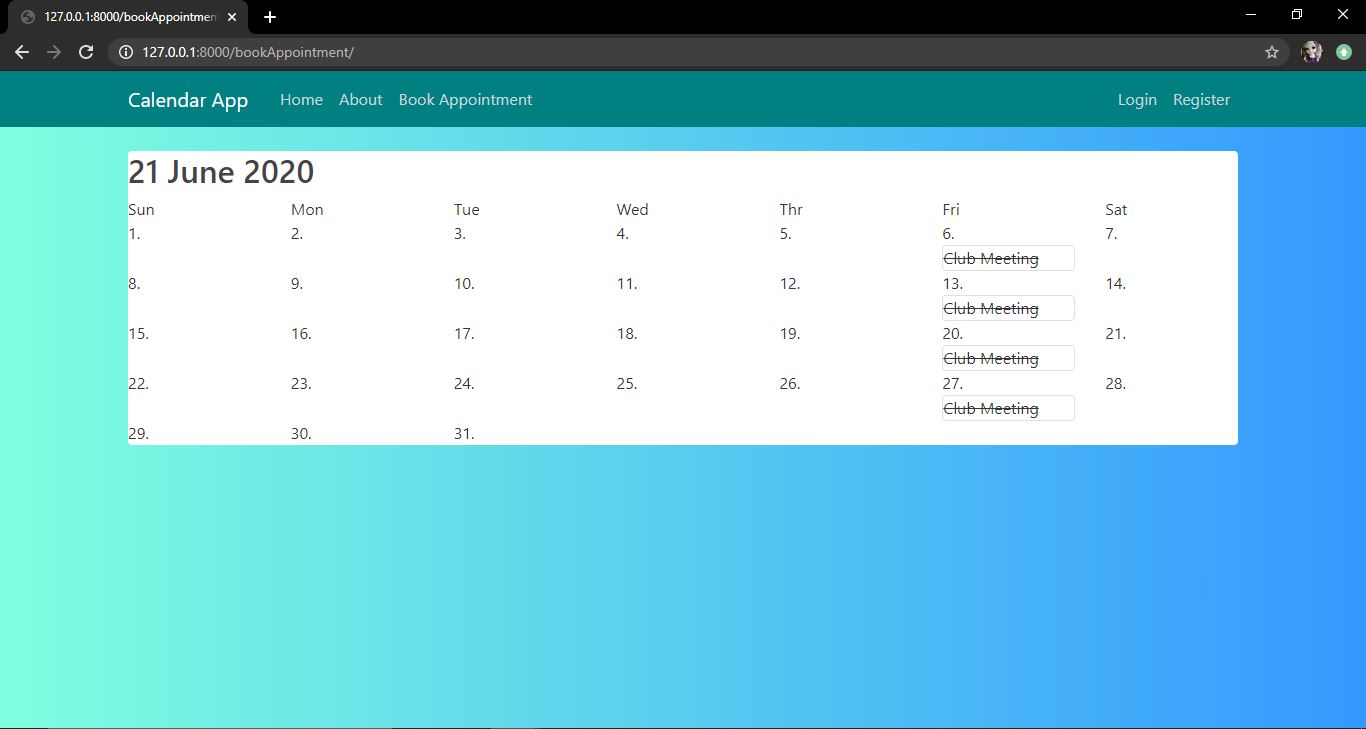 127.0.0.1:8000/bookAppointment
127.0.0.1:8000/bookAppointment/
Calendar App Home About Book Appointment Login Register
21 June 2020
Sun Mon Tue Wed Thr Fri Sat
1. 2. 3. 4. 5. 6. 7.
Club Meeting
8. 9. 10. 11. 12. 13. 14.
Club Meeting
15. 16. 17. 18. 19. 20. 21.
Club Meeting
22. 23. 24. 25. 26. 27. 28.
Club Meeting
29. 30. 31.